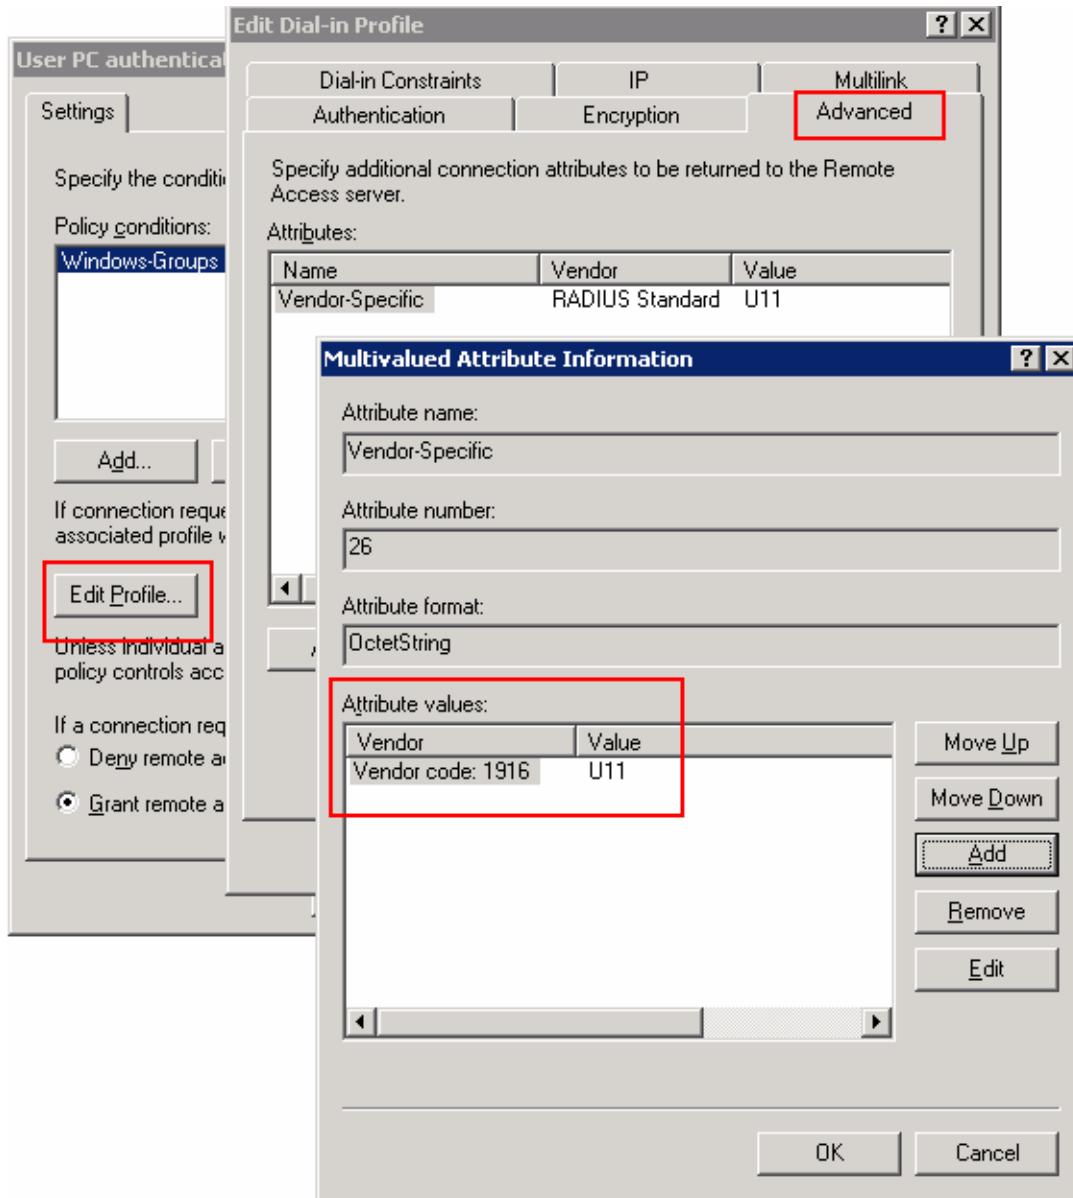 User PC authentica
Settings
Specify the conditi
Policy conditions:
Windows-Groups
Add...
If connection reque
associated profile w
Edit Profile...
Unless individual a
policy controls acc
If a connection req
Deny remote a
Grant remote a
Edit Dial-in Profile
Dial-in Constraints IP Multilink
Authentication Encryption Advanced
Specify additional connection attributes to be returned to the Remote
Access server.
Attributes:
Name Vendor Value
Vendor-Specific RADIUS Standard U11
Multivalued Attribute Information
Attribute name:
Vendor-Specific
Attribute number:
26
Attribute format:
OctetString
Attribute values:
Vendor Value
Vendor code: 1916 U11
Move Up
Move Down
Add
Remove
Edit
OK Cancel